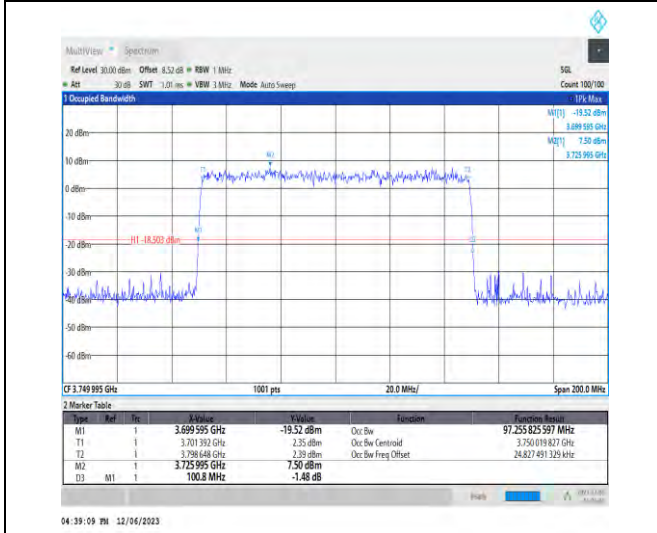 MultiView Spectrum
Ref Level 30.00 dBm Offset 8.52 dB RBW 1 MHz SGL
Att 30 dB SWT 1.01 ms VBW 3 MHz Mode Auto Sweep Count 100/100
1 Occupied Bandwidth 1Pk Max
M1[1] -19.52 dBm
3.699 595 GHz
M2[1] 7.50 dBm
3.725 995 GHz
20 dBm
10 dBm
M2
T1 T2
0 dBm
-10 dBm
M1
H1 -18.503 dBm
-20 dBm
-30 dBm
-40 dBm
-50 dBm
-60 dBm
CF 3.749 995 GHz 1001 pts 20.0 MHz/ Span 200.0 MHz
2 Marker Table
Type Ref Trc X-Value Y-Value Function Function Result
M1 1 3.699 595 GHz -19.52 dBm Occ Bw 97.255 825 597 MHz
T1 1 3.701 392 GHz 2.35 dBm Occ Bw Centroid 3.750 019 827 GHz
T2 1 3.798 648 GHz 2.39 dBm Occ Bw Freq Offset 24.827 491 329 kHz
M2 1 3.725 995 GHz 7.50 dBm
D3 M1 1 100.8 MHz -1.48 dB
04:39:09 PM 12/06/2023